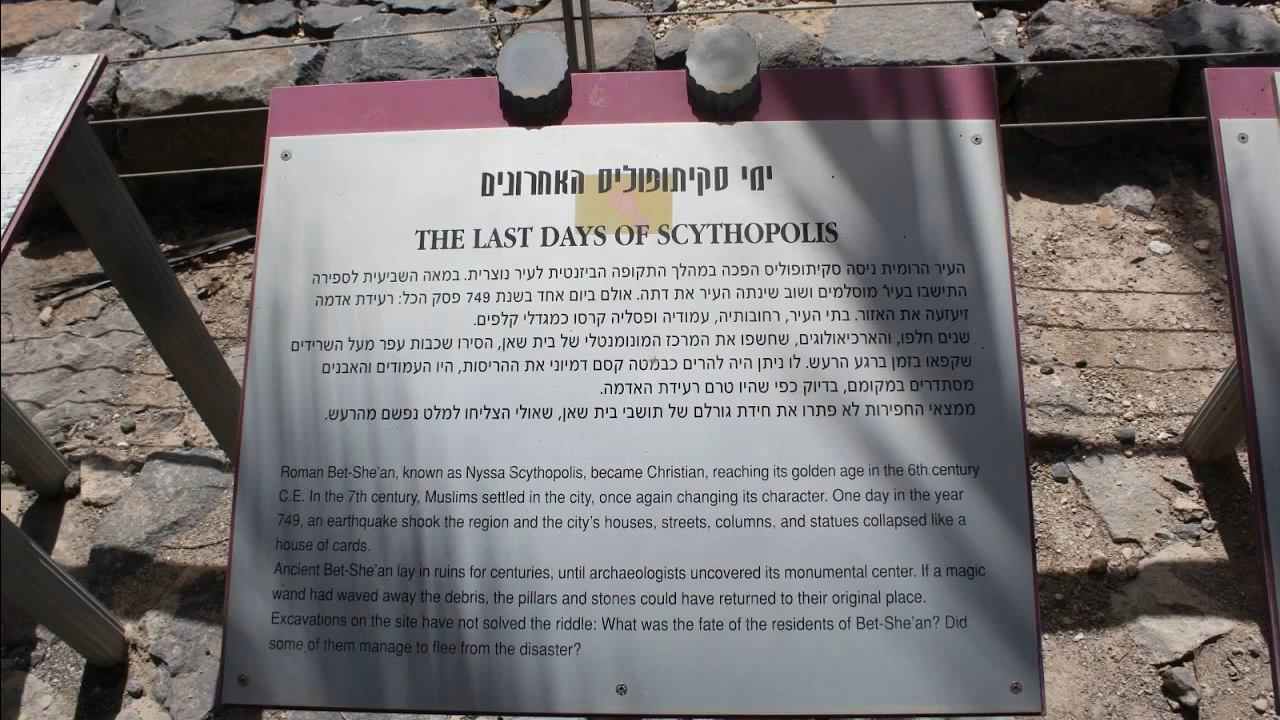 ימי סקיתופוליס האחרונים
THE LAST DAYS OF SCYTHOPOLIS
העיר הרומית ניסה סקיתופוליס הפכה במהלך התקופה הביזנטית לעיר נוצרית. במאה השביעית לספירה
התישבו בעיר מוסלמים ושוב שינתה העיר את דתה. אולם ביום אחד בשנת 749 פסק הכל: רעידת אדמה
זיעזעה את האזור. בתי העיר, רחובותיה, עמודיה ופסליה קרסו כמגדלי קלפים.
שנים חלפו, והארכיאולוגים, שחשפו את המרכז המונומנטלי של בית שאן, הסירו שכבות עפר מעל השרידים
שקפאו בזמן ברגע הרעש. לו ניתן היה להרים כבמטה קסם דמיוני את ההריסות, היו העמודים והאבנים
מסתדרים במקומם, בדיוק כפי שהיו טרם רעידת האדמה.
ממצאי החפירות לא פתרו את חידת גורלם של תושבי בית שאן, שאולי הצליחו למלט נפשם מהרעש.
Roman Bet-She'an, known as Nyssa Scythopolis, became Christian, reaching its golden age in the 6th century
C.E. In the 7th century, Muslims settled in the city, once again changing its character. One day in the year
749, an earthquake shook the region and the city's houses, streets, columns, and statues collapsed like a
house of cards.
Ancient Bet-She'an lay in ruins for centuries, until archaeologists uncovered its monumental center. If a magic
wand had waved away the debris, the pillars and stones could have returned to their original place.
Excavations on the site have not solved the riddle: What was the fate of the residents of Bet-She'an? Did
some of them manage to flee from the disaster?